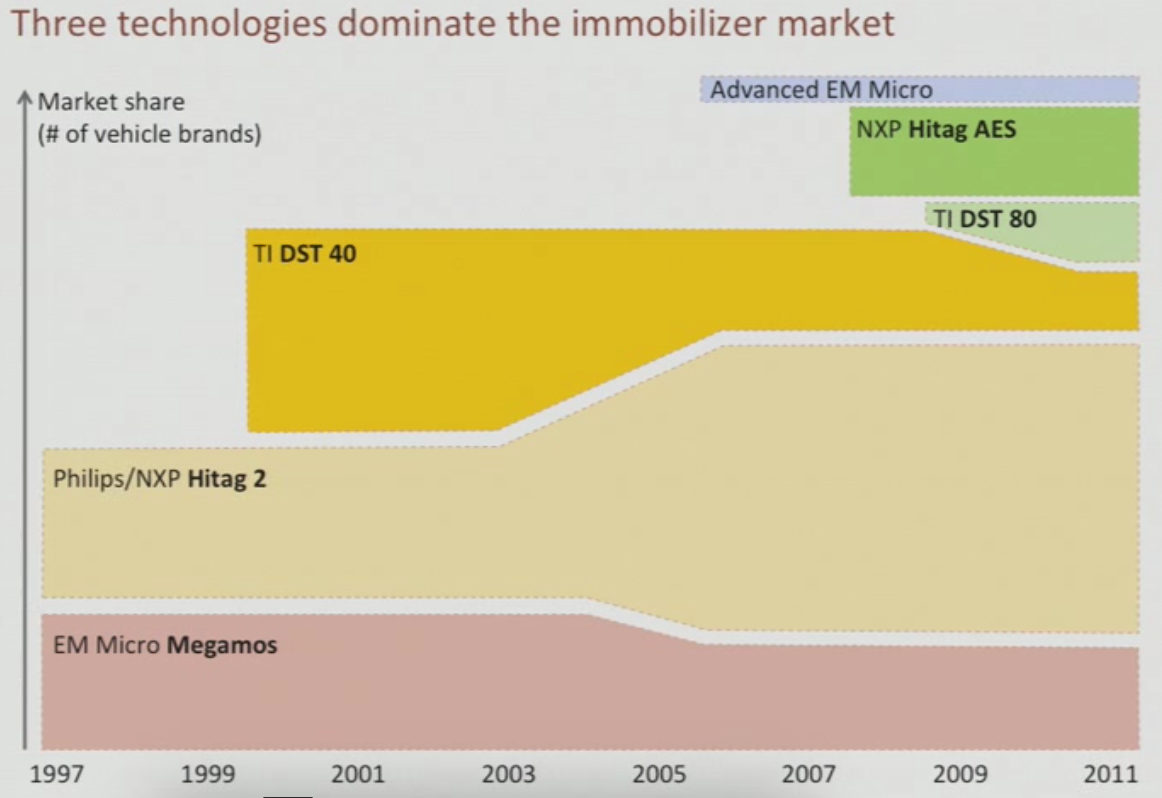 Three technologies dominate the immobilizer market
Market share
(# of vehicle brands)
Advanced EM Micro
NXP Hitag AES
TI DST 80
TI DST 40
Philips/NXP Hitag 2
EM Micro Megamos
1997 1999 2001 2003 2005 2007 2009 2011